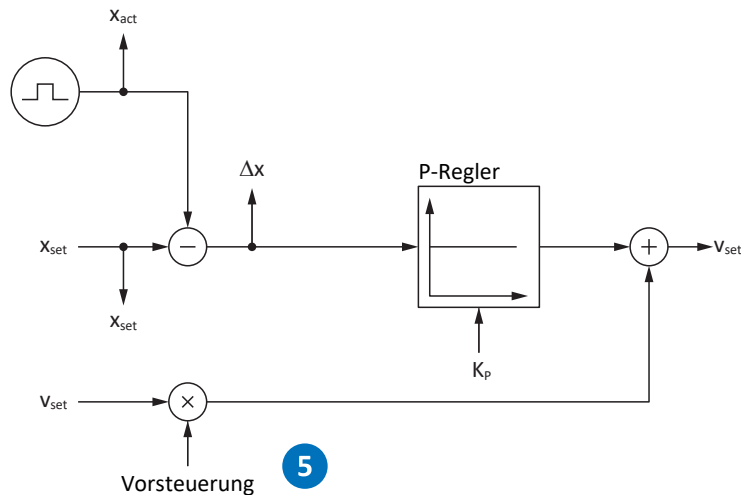 x_act
Δx
P-Regler
x_set
v_set
x_set
K_P
v_set
5
Vorsteuerung